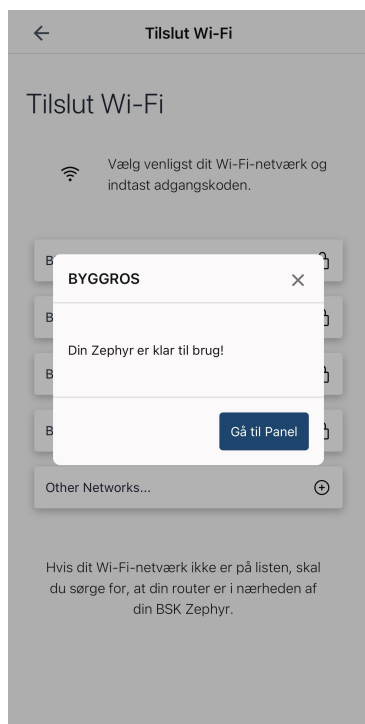 Tilslut Wi-Fi
Tilslut Wi-Fi
Vælg venligst dit Wi-Fi-netværk og
indtast adgangskoden.
B
BYGGROS
B
Din Zephyr er klar til brug!
B
B
Gå til Panel
Other Networks...
Hvis dit Wi-Fi-netværk ikke er på listen, skal
du sørge for, at din router er i nærheden af
din BSK Zephyr.